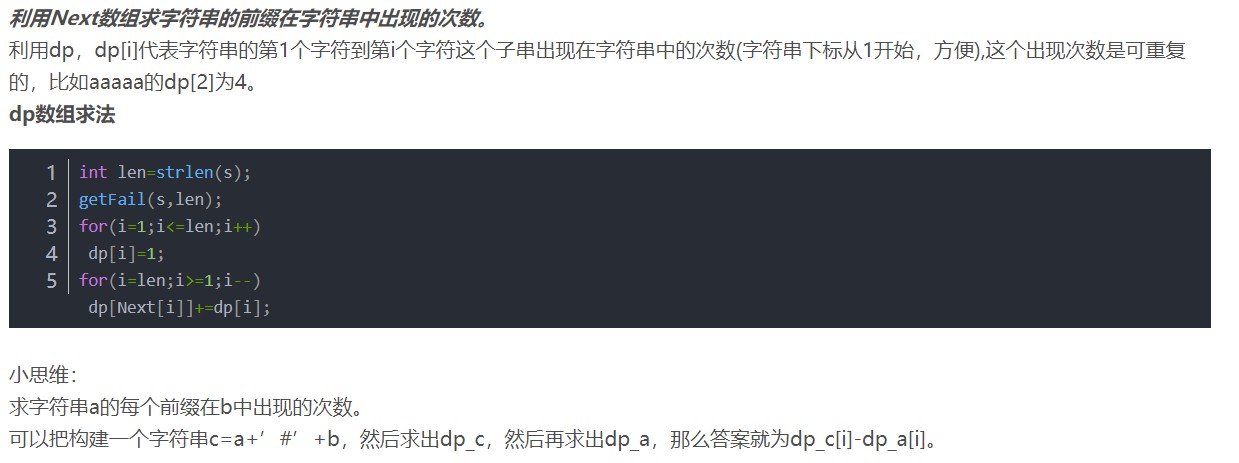 利用Next数组求字符串的前缀在字符串中出现的次数。
利用dp，dp[i]代表字符串的第1个字符到第i个字符这个子串出现在字符串中的次数(字符串下标从1开始，方便),这个出现次数是可重复
的，比如aaaaa的dp[2]为4。
dp数组求法
1 int len=strlen(s);
2 getFail(s,len);
3 for(i=1;i<=len;i++)
4 dp[i]=1;
5 for(i=len;i>=1;i--)
dp[Next[i]]+=dp[i];
小思维：
求字符串a的每个前缀在b中出现的次数。
可以把构建一个字符串c=a+’#’+b，然后求出dp_c，然后再求出dp_a，那么答案就为dp_c[i]-dp_a[i]。